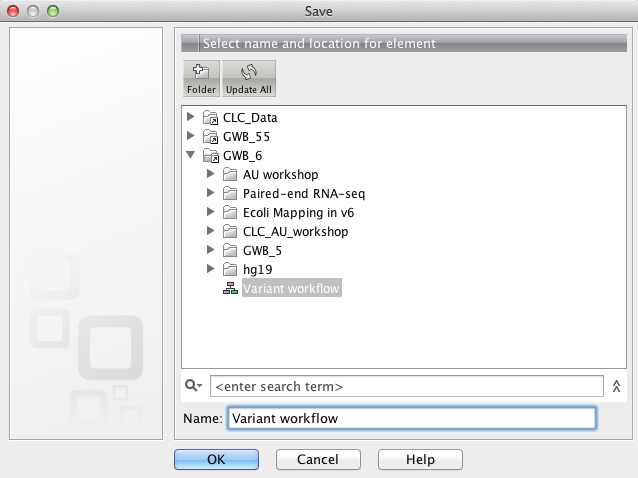 Save
Select name and location for element
Folder
Update All
CLC_Data
GWB_55
GWB_6
AU workshop
Paired-end RNA-seq
Ecoli Mapping in v6
CLC_AU_workshop
GWB_5
hg19
Variant workflow
<enter search term>
Name: Variant workflow
OK
Cancel
Help